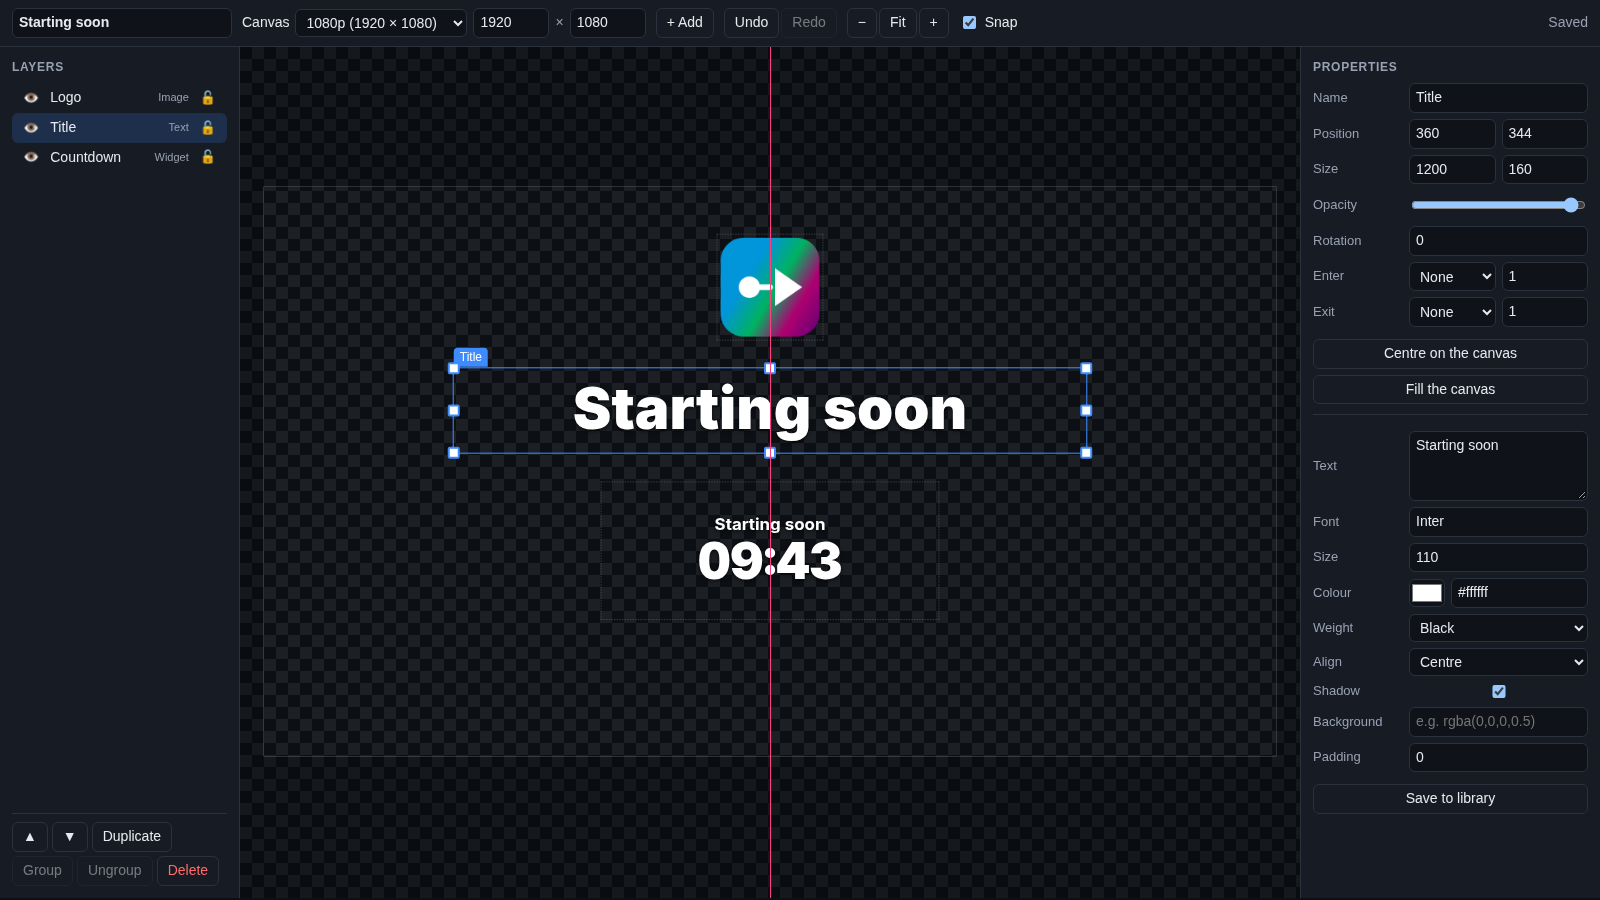 Starting soon
Canvas 1080p (1920 × 1080) 1920 × 1080 + Add Undo Redo − Fit + Snap Saved
LAYERS
Logo Image
Title Text
Countdown Widget
▲ ▼ Duplicate
Group Ungroup Delete
Title
Starting soon
Starting soon
09:43
PROPERTIES
Name Title
Position 360 344
Size 1200 160
Opacity
Rotation 0
Enter None 1
Exit None 1
Centre on the canvas
Fill the canvas
Text Starting soon
Font Inter
Size 110
Colour #ffffff
Weight Black
Align Centre
Shadow
Background e.g. rgba(0,0,0,0.5)
Padding 0
Save to library